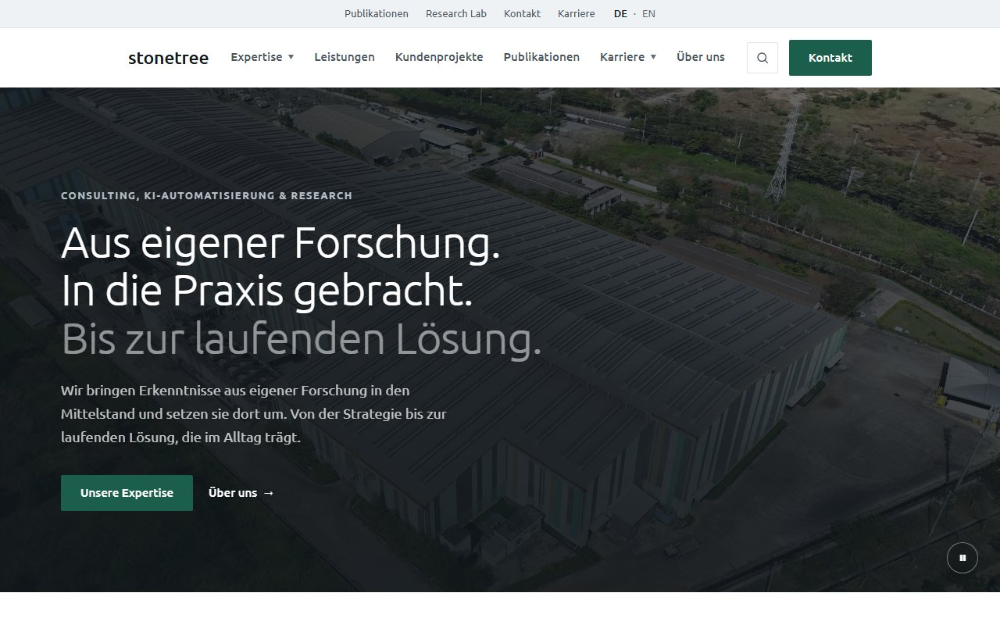 Publikationen Research Lab Kontakt Karriere DE · EN
stonetree Expertise ▼ Leistungen Kundenprojekte Publikationen Karriere ▼ Über uns Kontakt
CONSULTING, KI-AUTOMATISIERUNG & RESEARCH
Aus eigener Forschung.
In die Praxis gebracht.
Bis zur laufenden Lösung.
Wir bringen Erkenntnisse aus eigener Forschung in den
Mittelstand und setzen sie dort um. Von der Strategie bis zur
laufenden Lösung, die im Alltag trägt.
Unsere Expertise Über uns →